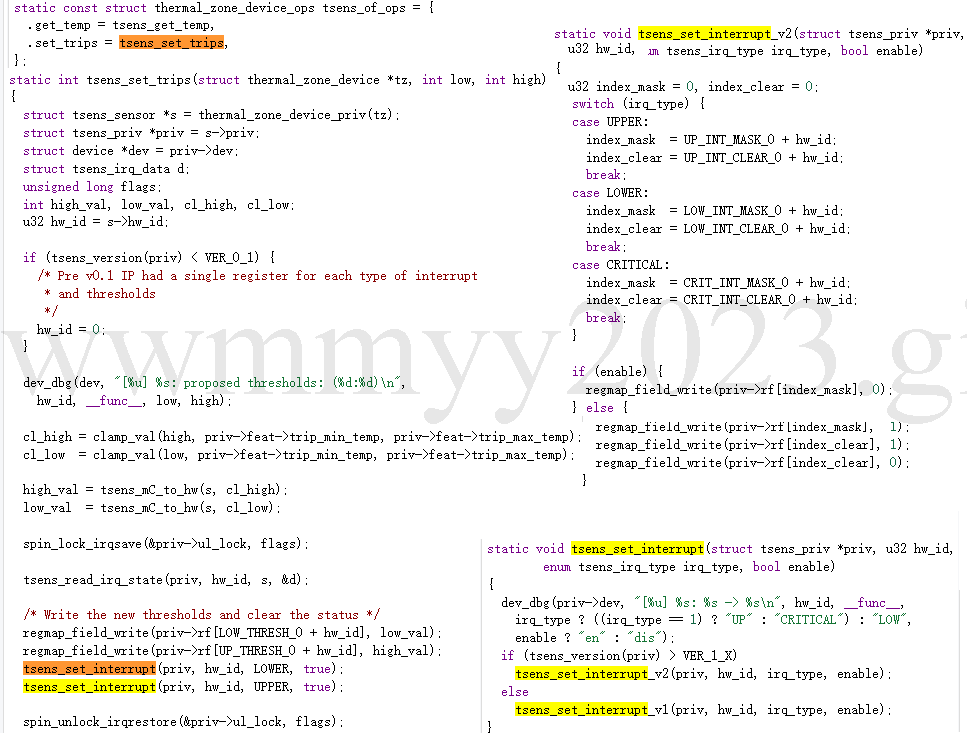 static const struct thermal_zone_device_ops tsens_of_ops = {
  .get_temp = tsens_get_temp,
  .set_trips = tsens_set_trips,
};
static int tsens_set_trips(struct thermal_zone_device *tz, int low, int high)
{
  struct tsens_sensor *s = thermal_zone_device_priv(tz);
  struct tsens_priv *priv = s->priv;
  struct device *dev = priv->dev;
  struct tsens_irq_data d;
  unsigned long flags;
  int high_val, low_val, cl_high, cl_low;
  u32 hw_id = s->hw_id;

  if (tsens_version(priv) < VER_0_1) {
    /* Pre v0.1 IP had a single register for each type of interrupt
     * and thresholds
     */
    hw_id = 0;
  }

  dev_dbg(dev, "[%u] %s: proposed thresholds: (%d:%d)\n",
    hw_id, __func__, low, high);

  cl_high = clamp_val(high, priv->feat->trip_min_temp, priv->feat->trip_max_temp);
  cl_low  = clamp_val(low, priv->feat->trip_min_temp, priv->feat->trip_max_temp);

  high_val = tsens_mC_to_hw(s, cl_high);
  low_val  = tsens_mC_to_hw(s, cl_low);

  spin_lock_irqsave(&priv->ul_lock, flags);

  tsens_read_irq_state(priv, hw_id, s, &d);

  /* Write the new thresholds and clear the status */
  regmap_field_write(priv->rf[LOW_THRESH_0 + hw_id], low_val);
  regmap_field_write(priv->rf[UP_THRESH_0 + hw_id], high_val);
  tsens_set_interrupt(priv, hw_id, LOWER, true);
  tsens_set_interrupt(priv, hw_id, UPPER, true);

  spin_unlock_irqrestore(&priv->ul_lock, flags);
static void tsens_set_interrupt_v2(struct tsens_priv *priv,
  u32 hw_id, um tsens_irq_type irq_type, bool enable)
{
  u32 index_mask = 0, index_clear = 0;
  switch (irq_type) {
  case UPPER:
    index_mask  = UP_INT_MASK_0 + hw_id;
    index_clear = UP_INT_CLEAR_0 + hw_id;
    break;
  case LOWER:
    index_mask  = LOW_INT_MASK_0 + hw_id;
    index_clear = LOW_INT_CLEAR_0 + hw_id;
    break;
  case CRITICAL:
    index_mask  = CRIT_INT_MASK_0 + hw_id;
    index_clear = CRIT_INT_CLEAR_0 + hw_id;
    break;
  }

  if (enable) {
    regmap_field_write(priv->rf[index_mask], 0);
  } else {
    regmap_field_write(priv->rf[index_mask],  1);
    regmap_field_write(priv->rf[index_clear], 1);
    regmap_field_write(priv->rf[index_clear], 0);
  }
static void tsens_set_interrupt(struct tsens_priv *priv, u32 hw_id,
        enum tsens_irq_type irq_type, bool enable)
{
  dev_dbg(priv->dev, "[%u] %s: %s -> %s\n", hw_id, __func__,
    irq_type ? ((irq_type == 1) ? "UP" : "CRITICAL") : "LOW",
    enable ? "en" : "dis");
  if (tsens_version(priv) > VER_1_X)
    tsens_set_interrupt_v2(priv, hw_id, irq_type, enable);
  else
    tsens_set_interrupt_v1(priv, hw_id, irq_type, enable);
}
wwmmyy2023.gi